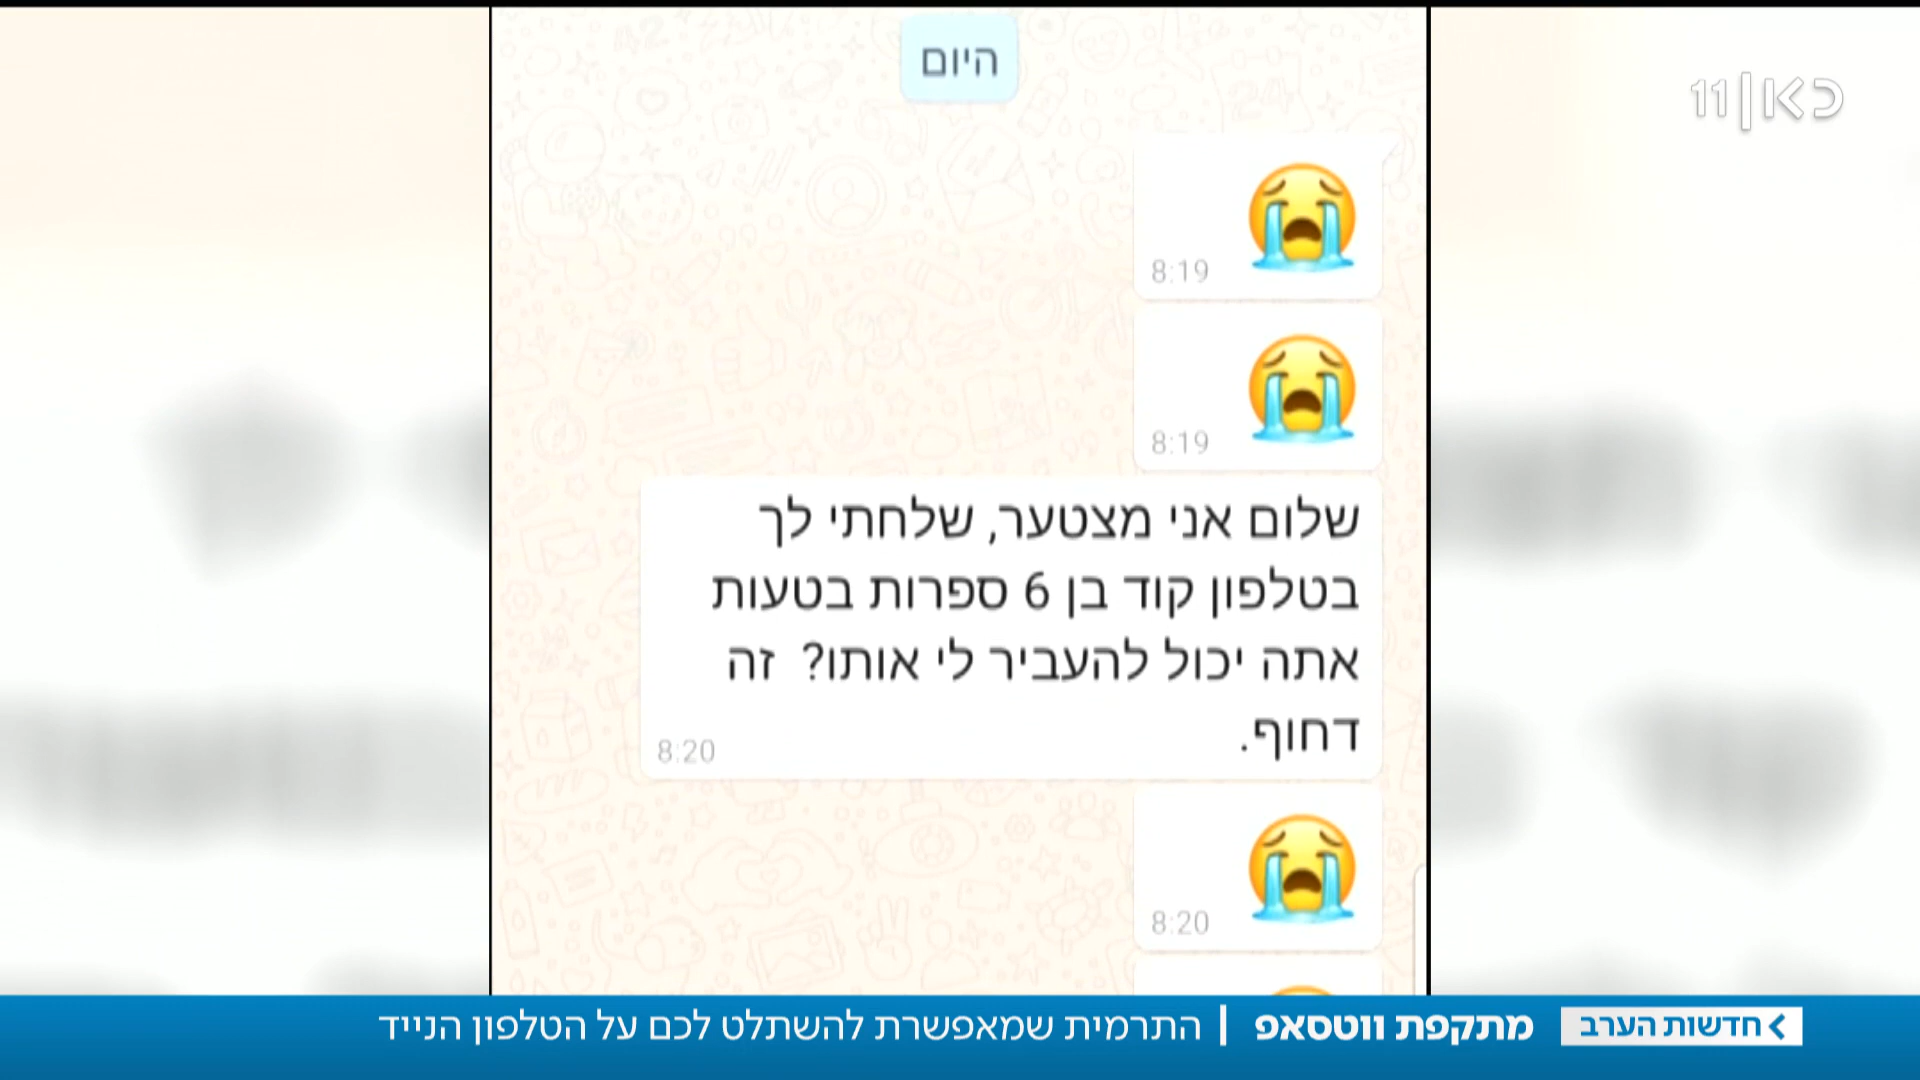 כאן|11
היום
8:19
8:19
שלום אני מצטער, שלחתי לך
בטלפון קוד בן 6 ספרות בטעות
אתה יכול להעביר לי אותו? זה
דחוף.
8:20
8:20
חדשות הערב
מתקפת ווטסאפ | התרמית שמאפשרת להשתלט לכם על הטלפון הנייד